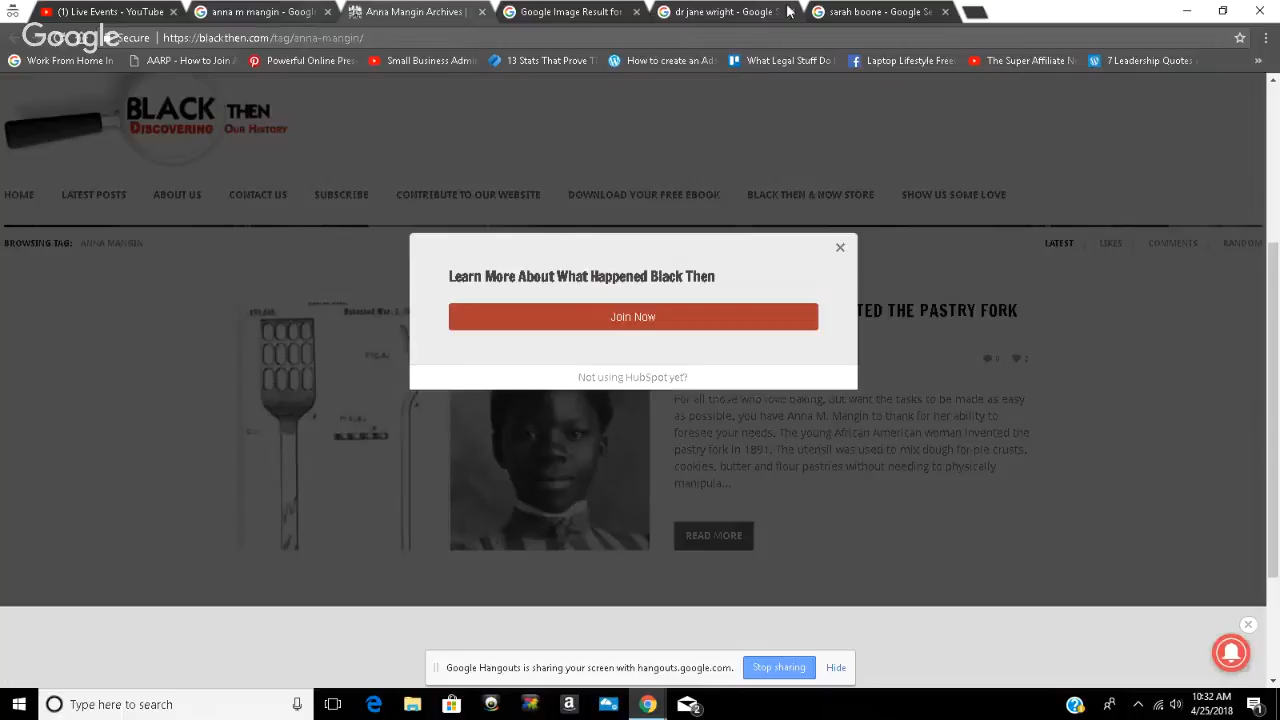 (1) Live Events - YouTube
anna m mangin - Google
Anna Mangin Archives |
Google Image Result for
dr jane wright - Google S
sarah boone - Google Se
Google
Secure
https://blackthen.com/tag/anna-mangin/
Work From Home In
AARP - How to Join A
Powerful Online Pres
Small Business Admin
13 Stats That Prove T
How to create an Ads
What Legal Stuff Do I
Laptop Lifestyle Free
The Super Affiliate Ne
7 Leadership Quotes
BLACK THEN
DISCOVERING OUR HISTORY
HOME LATEST POSTS ABOUT US CONTACT US SUBSCRIBE CONTRIBUTE TO OUR WEBSITE DOWNLOAD YOUR FREE EBOOK BLACK THEN & NOW STORE SHOW US SOME LOVE
BROWSING TAG: ANNA MANGIN
LATEST LIKES COMMENTS RANDOM
Learn More About What Happened Black Then
Join Now
Not using HubSpot yet?
TED THE PASTRY FORK
0 2
For all those who love baking, but want the tasks to be made as easy
as possible, you have Anna M. Mangin to thank for her ability to
foresee your needs. The young African American woman invented the
pastry fork in 1891. The utensil was used to mix dough for pie crusts,
cookies, butter and flour pastries without needing to physically
manipula...
READ MORE
Google Hangouts is sharing your screen with hangouts.google.com.
Stop sharing
Hide
Type here to search
10:32 AM
4/25/2018